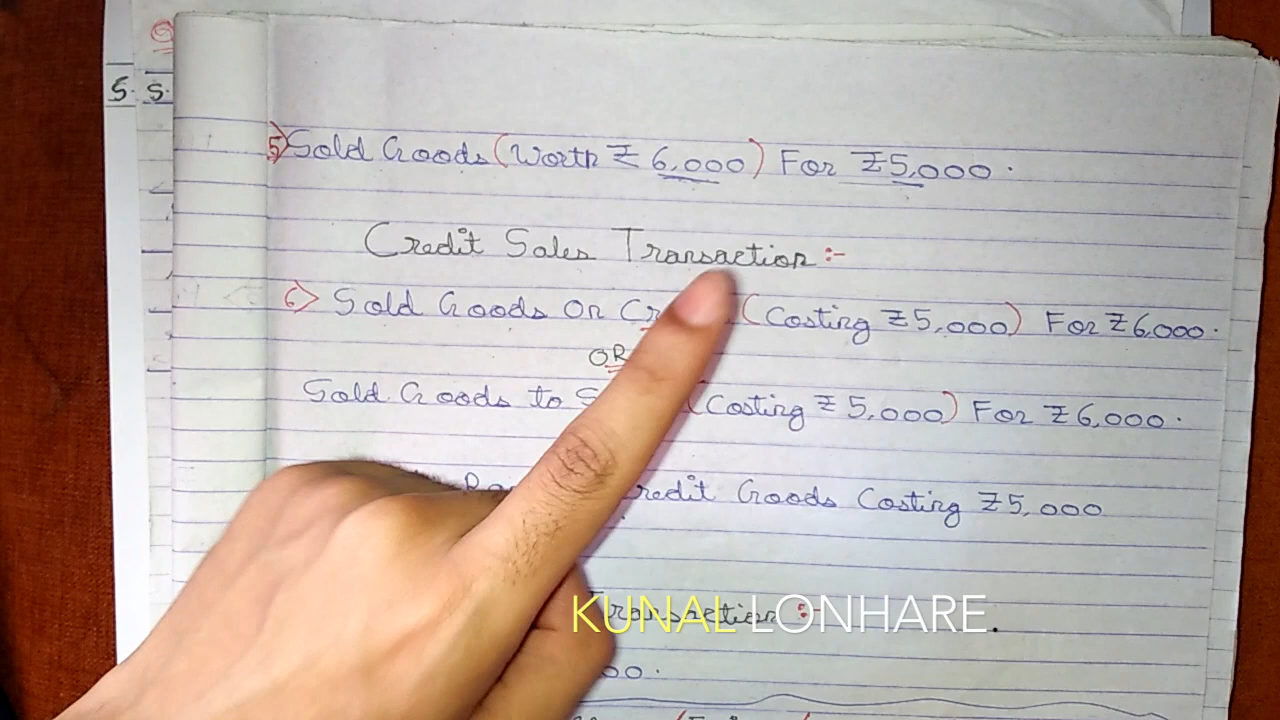 S. S.
5) Sold Goods (Worth ₹ 6,000) For ₹5,000.
Credit Sales Transaction :-
6> Sold Goods On (Costing ₹5,000) For ₹6,000.
OR
Sold Goods to (Costing ₹5,000) For ₹6,000.
Goods Costing ₹5,000
Transaction :-
KUNAL LONHARE